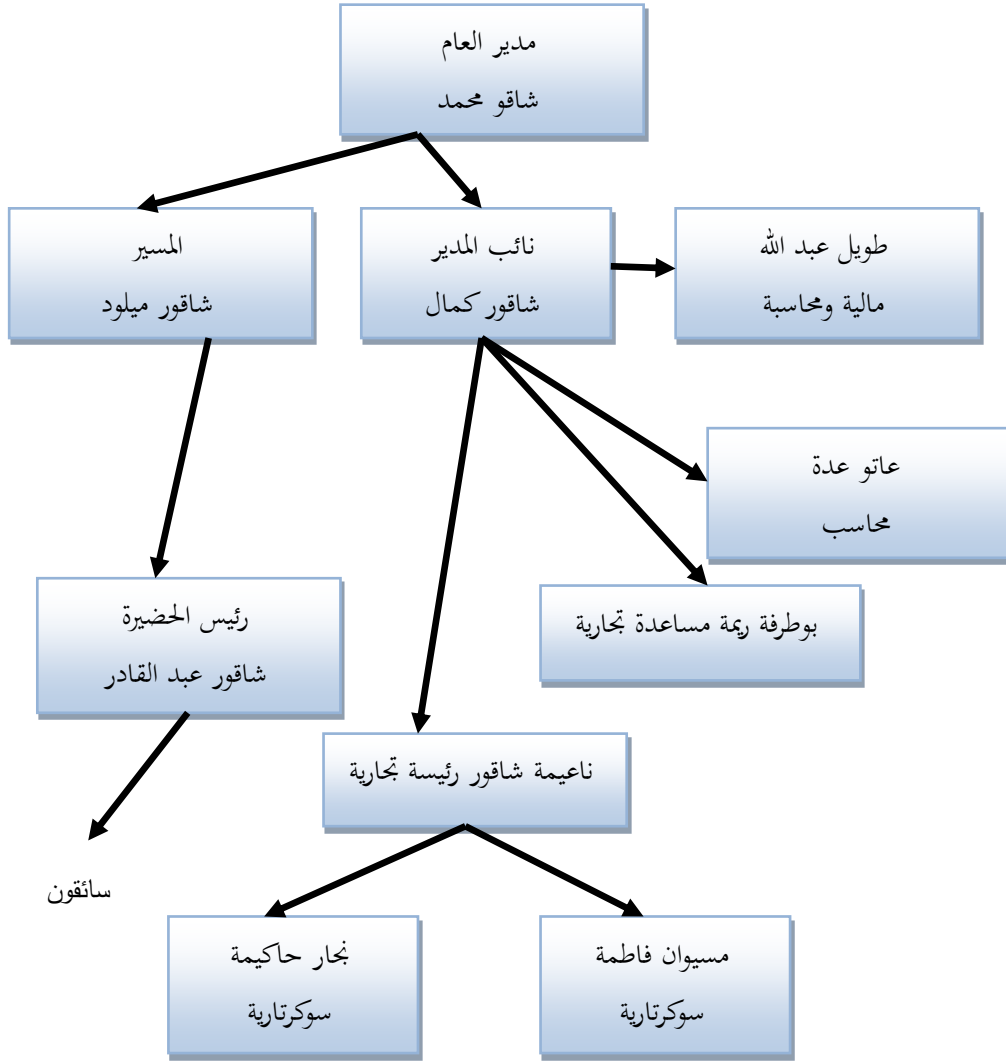 مدير العام
شاقو محمد
المسير
شاقور ميلود
نائب المدير
شاقور كمال
طويل عبد الله
مالية ومحاسبة
عاتو عدة
محاسب
بوطرفة ريمة مساعدة تجارية
رئيس الحضيرة
شاقور عبد القادر
ناعيمة شاقور رئيسة تجارية
سائقون
نجار حاكيمة
سوكرتارية
مسيوان فاطمة
سوكرتارية